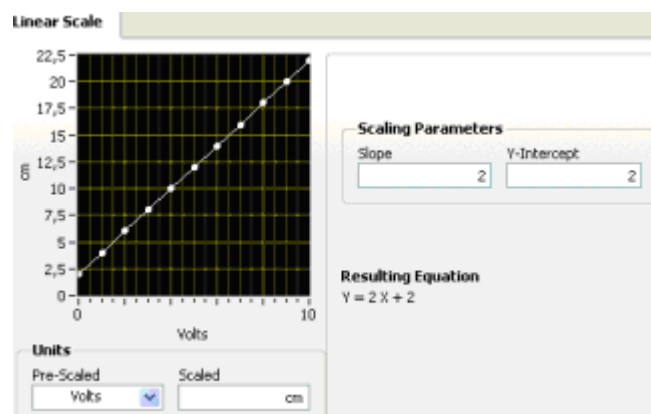 Linear Scale
22,5
20
17,5
15
12,5
10
7,5
5
2,5
0
cm
0
10
Volts
Scaling Parameters
Slope
Y-Intercept
2
2
Resulting Equation
Y = 2 X + 2
Units
Pre-Scaled
Scaled
Volts
cm